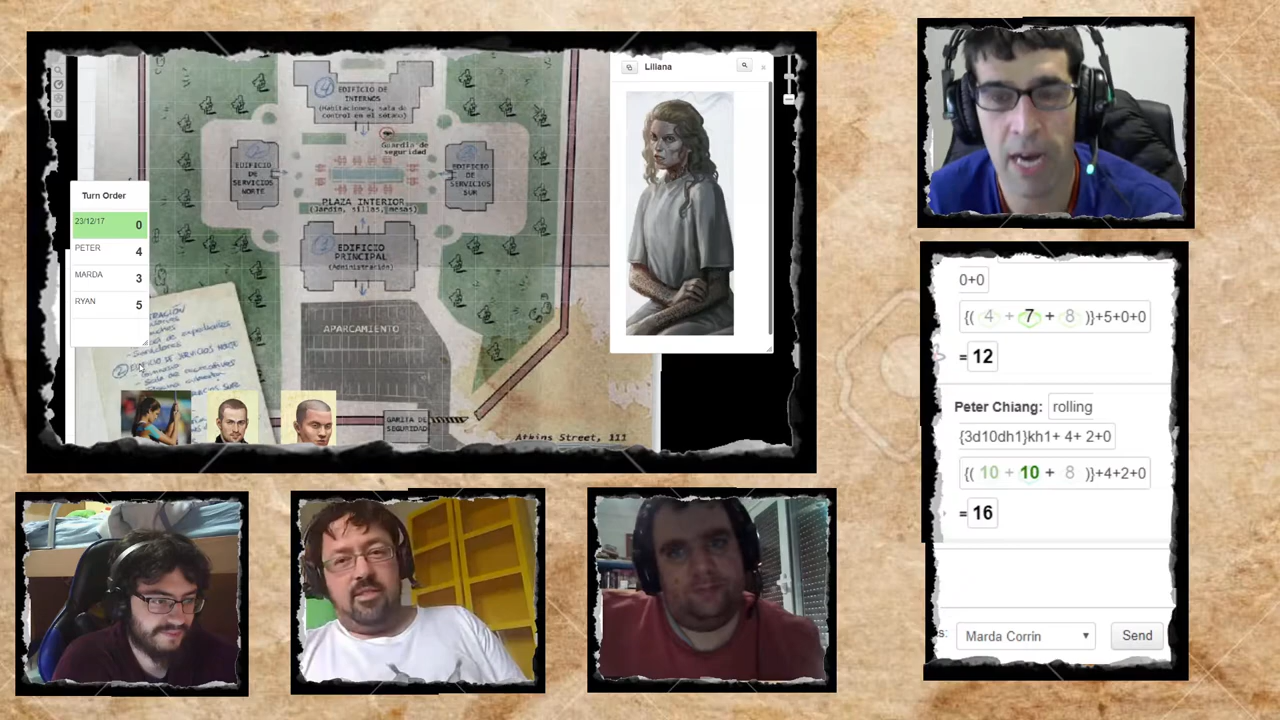 Liliana
4
EDIFICIO DE
INTERNOS
(Habitaciones, sala de
control en el sótano)
Guardia de
seguridad
EDIFICIO
DE
SERVICIOS
NORTE
EDIFICIO
DE
SERVICIOS
SUR
PLAZA INTERIOR
(Jardín, sillas, mesas)
EDIFICIO
PRINCIPAL
(Administración)
APARCAMIENTO
GARITA DE
SEGURIDAD
Atkins Street, 111
Turn Order
23/12/17 0
PETER 4
MARDA 3
RYAN 5
0+0
{( 4 + 7 + 8 )}+5+0+0
=12
Peter Chiang: rolling
{3d10dh1}kh1+ 4+ 2+0
{( 10 + 10 + 8 )}+4+2+0
=16
s: Marda Corrin
Send